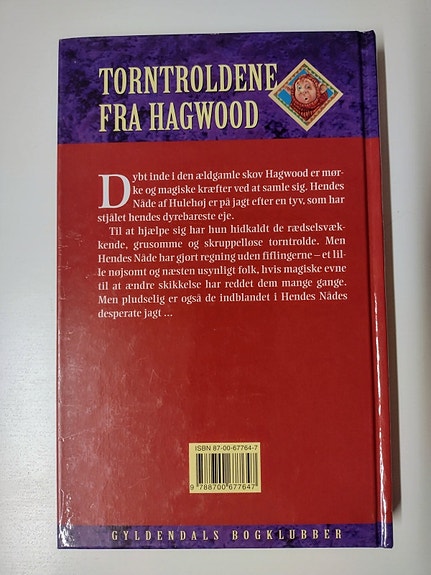 TORNTROLDENE
FRA HAGWOOD
Dybt inde i den ældgamle skov Hagwood er mør-
ke og magiske kræfter ved at samle sig. Hendes
Nåde af Hulehøj er på jagt efter en tyv, som har
stjålet hendes dyrebareste eje.
Til at hjælpe sig har hun hidkaldt de rædselsvæk-
kende, grusomme og skruppelløse torntrolde. Men
Hendes Nåde har gjort regning uden fiflingerne – et lil-
le nøjsomt og næsten usynligt folk, hvis magiske evne
til at ændre skikkelse har reddet dem mange gange.
Men pludselig er også de indblandet i Hendes Nådes
desperate jagt ...
ISBN 87-00-67764-7
9 788700 677647
GYLDENDALS BOGKLUBBER